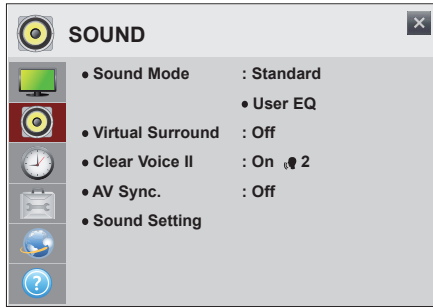 SOUND
• Sound Mode : Standard
• User EQ
• Virtual Surround : Off
• Clear Voice II : On 2
• AV Sync. : Off
• Sound Setting
?